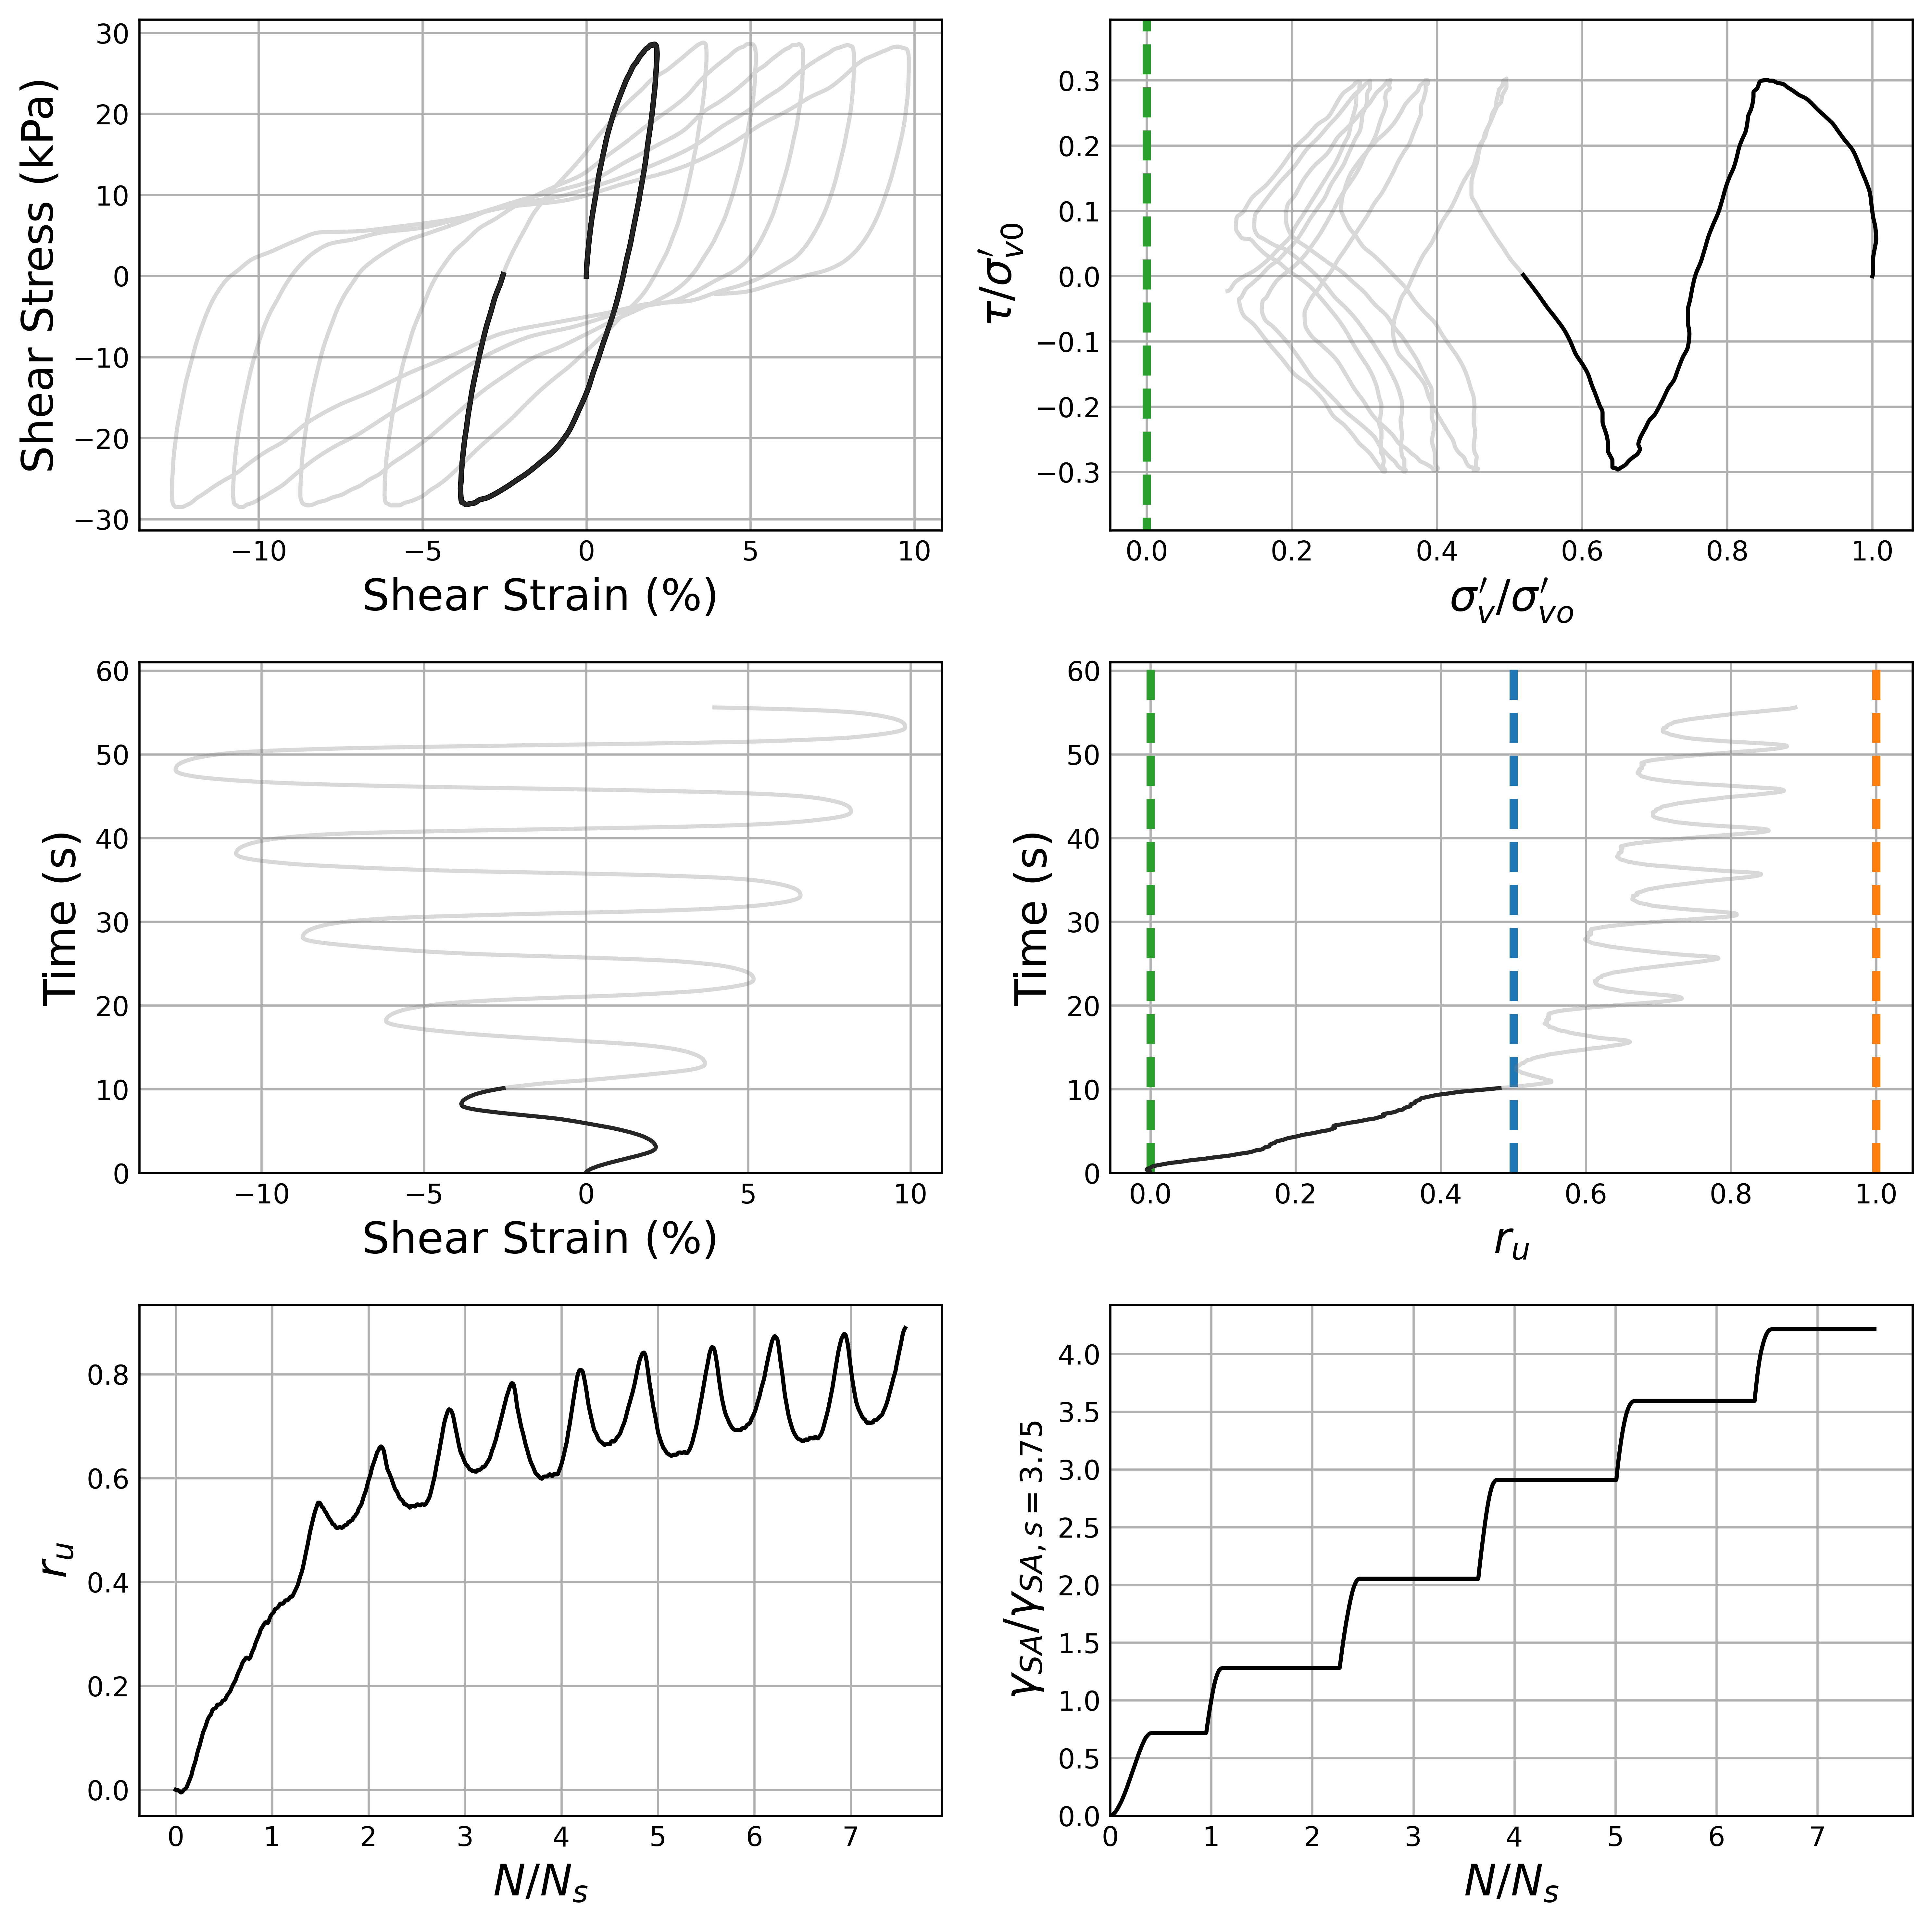 30
20
10
0
−10
−20
−30
Shear Stress (kPa)
−10 −5 0 5 10
Shear Strain (%)
0.3
0.2
0.1
0.0
−0.1
−0.2
−0.3
τ/σ′v0
0.0 0.2 0.4 0.6 0.8 1.0
σ′v/σ′vo
60
50
40
30
20
10
0
Time (s)
−10 −5 0 5 10
Shear Strain (%)
60
50
40
30
20
10
0
Time (s)
0.0 0.2 0.4 0.6 0.8 1.0
ru
0.8
0.6
0.4
0.2
0.0
ru
0 1 2 3 4 5 6 7
N/Ns
4.0
3.5
3.0
2.5
2.0
1.5
1.0
0.5
0.0
γSA/γSA, s = 3.75
0 1 2 3 4 5 6 7
N/Ns